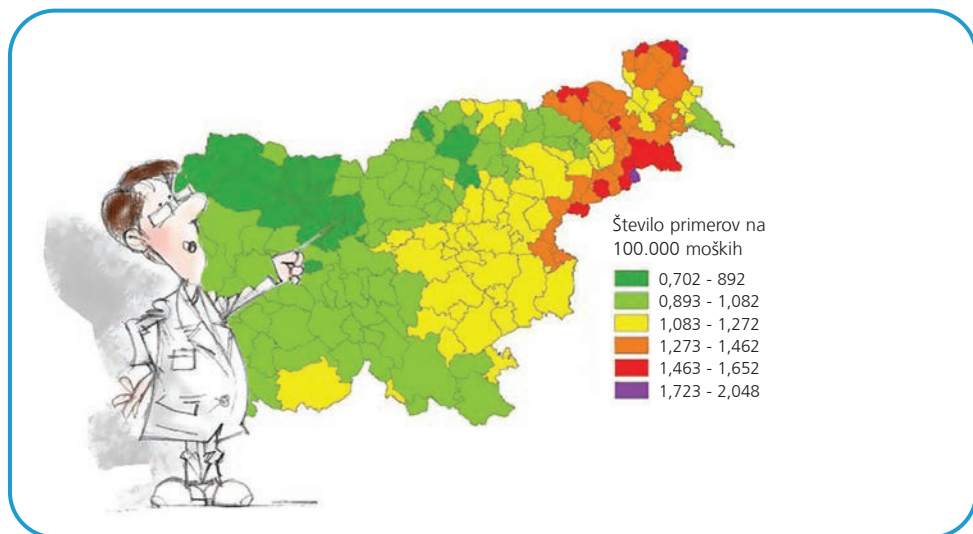 Število primerov na
100.000 moških
0,702 - 892
0,893 - 1,082
1,083 - 1,272
1,273 - 1,462
1,463 - 1,652
1,723 - 2,048